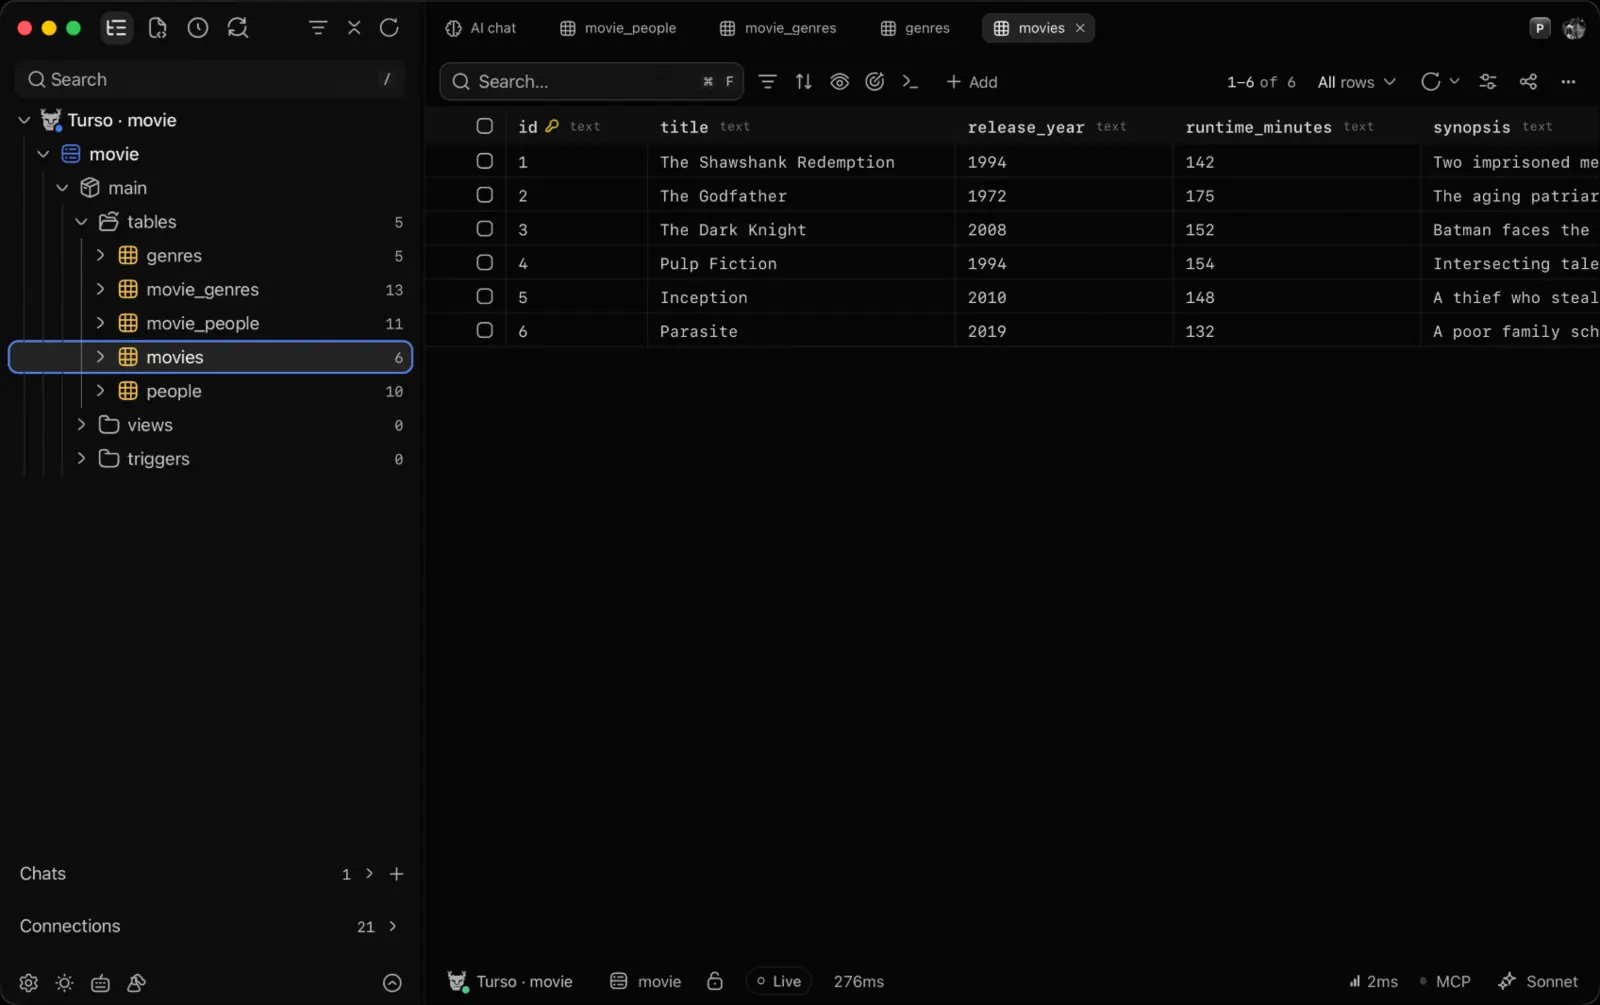 AI chat movie_people movie_genres genres movies P
Search /
Search... ⌘ F Add 1–6 of 6 All rows
Turso · movie
movie
main
tables 5
genres 5
movie_genres 13
movie_people 11
movies 6
people 10
views 0
triggers 0
id text title text release_year text runtime_minutes text synopsis text
1 The Shawshank Redemption 1994 142 Two imprisoned me
2 The Godfather 1972 175 The aging patriar
3 The Dark Knight 2008 152 Batman faces the
4 Pulp Fiction 1994 154 Intersecting tale
5 Inception 2010 148 A thief who steal
6 Parasite 2019 132 A poor family sch
Chats 1
Connections 21
Turso · movie movie Live 276ms 2ms MCP Sonnet